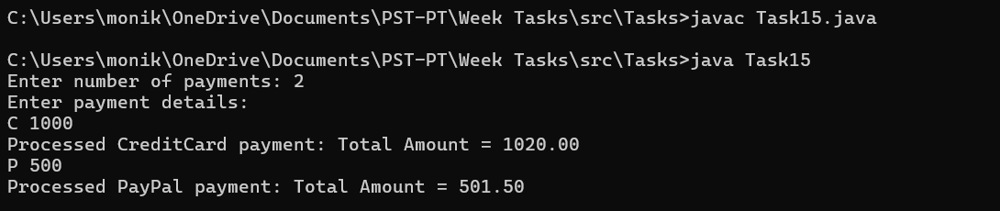 C:\Users\monik\OneDrive\Documents\PST-PT\Week Tasks\src\Tasks>javac Task15.java
C:\Users\monik\OneDrive\Documents\PST-PT\Week Tasks\src\Tasks>java Task15
Enter number of payments: 2
Enter payment details:
C 1000
Processed CreditCard payment: Total Amount = 1020.00
P 500
Processed PayPal payment: Total Amount = 501.50